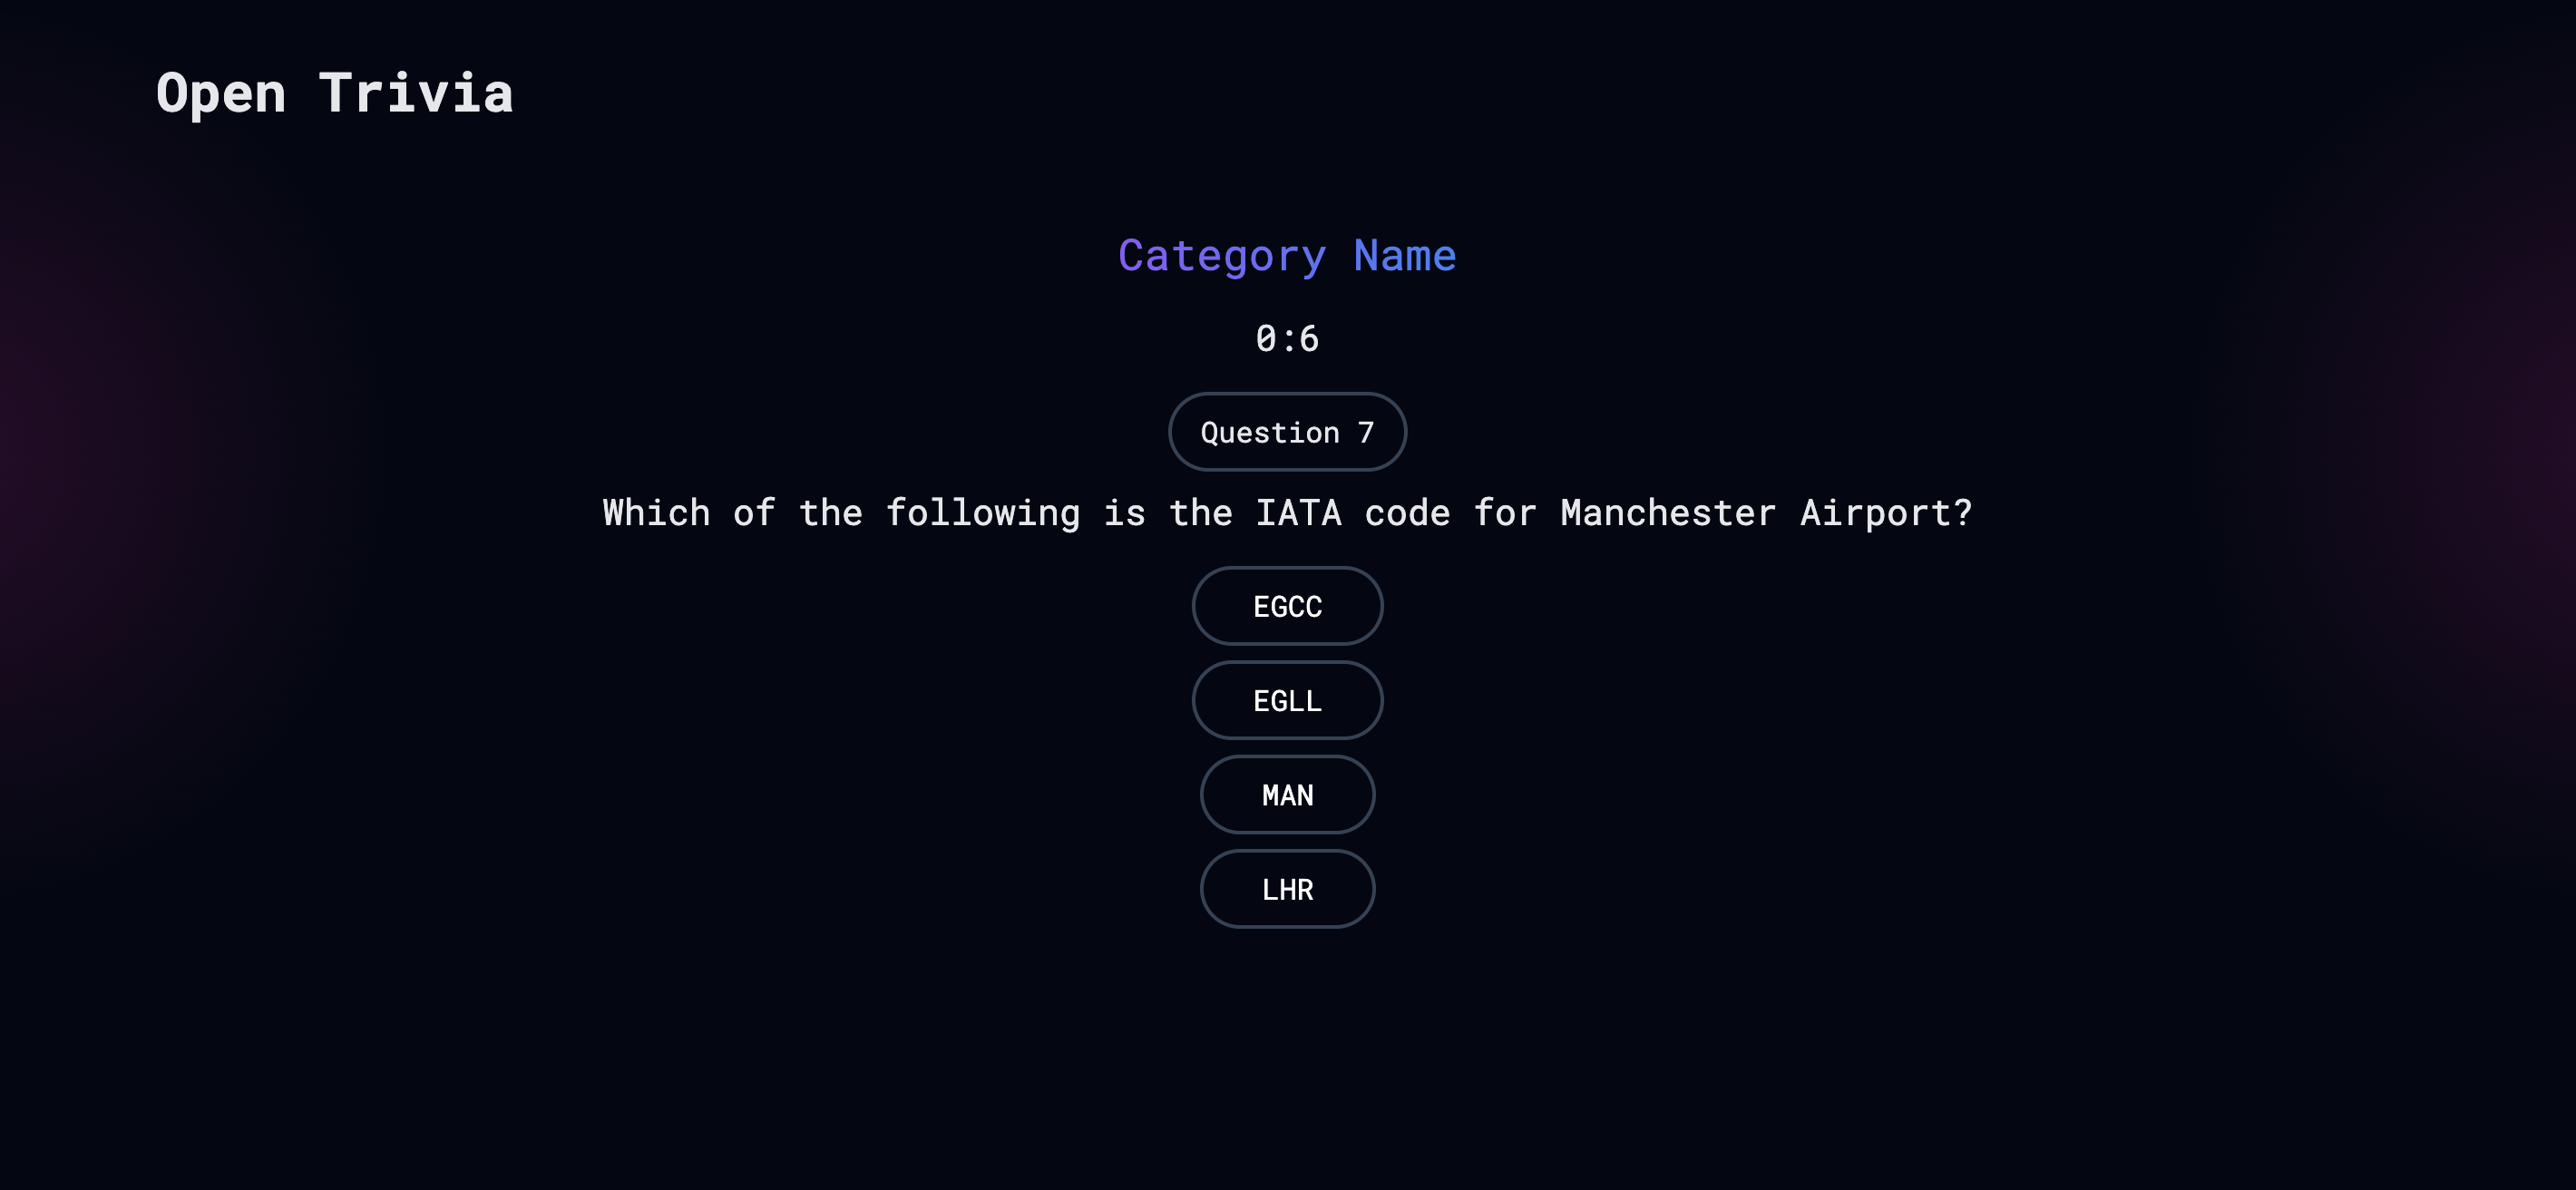 Open Trivia
Category Name
0:6
Question 7
Which of the following is the IATA code for Manchester Airport?
EGCC
EGLL
MAN
LHR